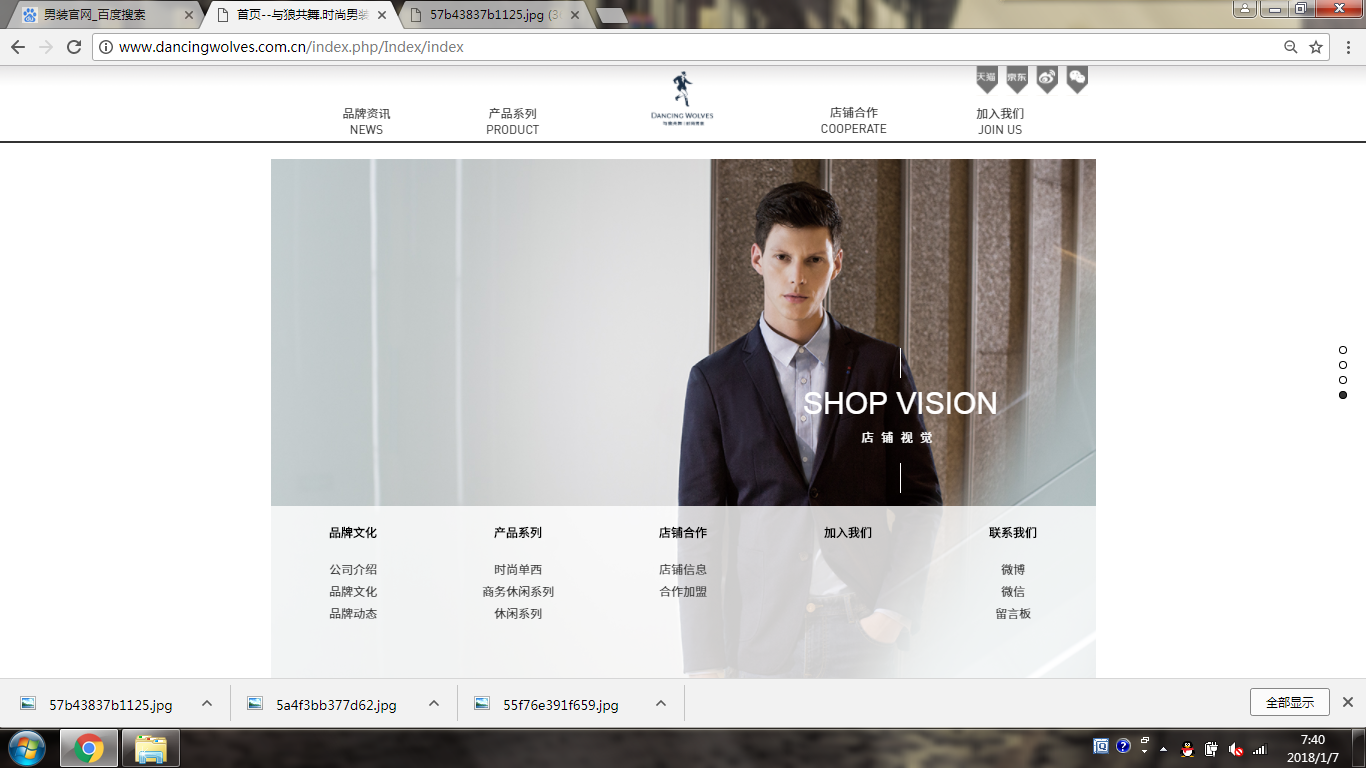 男装官网_百度搜索
首页--与狼共舞.时尚男装
57b43837b1125.jpg (3
www.dancingwolves.com.cn/index.php/Index/index
天猫 京东
品牌资讯
NEWS
产品系列
PRODUCT
DANCING WOLVES
与狼共舞 时尚男装
店铺合作
COOPERATE
加入我们
JOIN US
SHOP VISION
店铺视觉
品牌文化 产品系列 店铺合作 加入我们 联系我们
公司介绍 时尚单西 店铺信息 微博
品牌文化 商务休闲系列 合作加盟 微信
品牌动态 休闲系列 留言板
57b43837b1125.jpg 5a4f3bb377d62.jpg 55f76e391f659.jpg 全部显示
7:40
2018/1/7